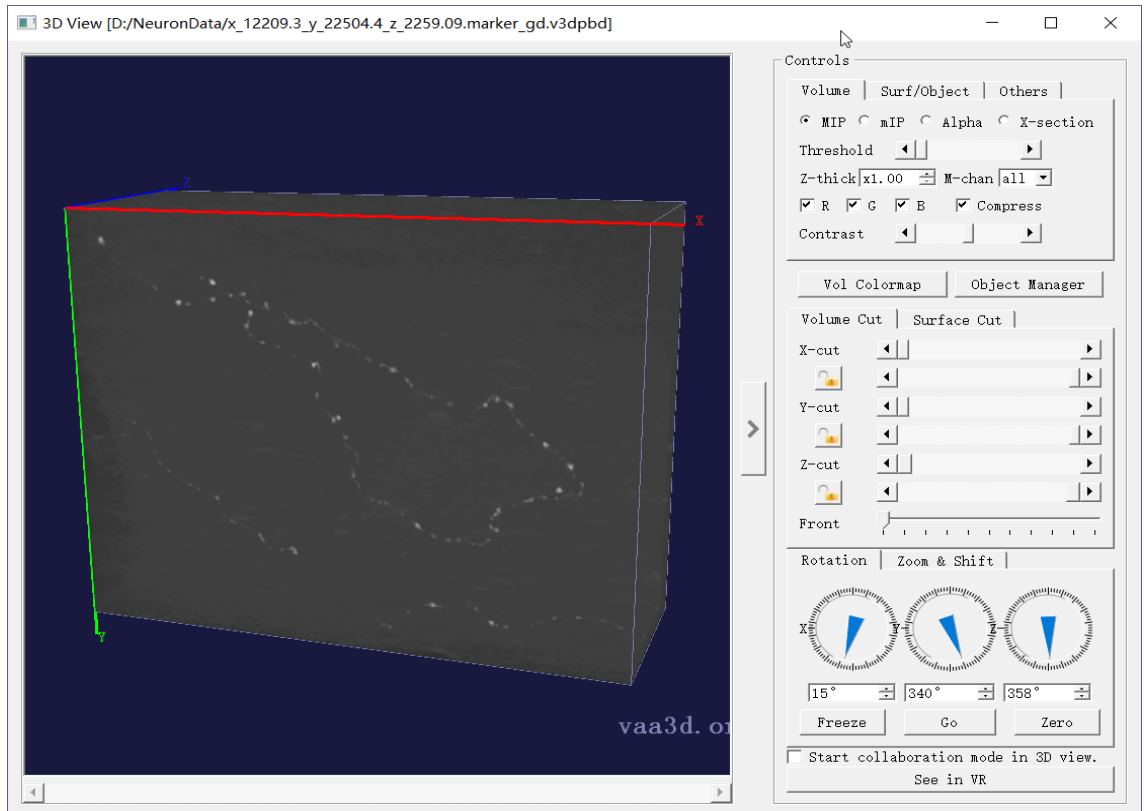 3D View [D:/NeuronData/x_12209.3_y_22504.4_z_2259.09.marker_gd.v3dpbd]
Controls
Volume Surf/Object Others
MIP mIP Alpha X-section
Threshold
Z-thick x1.00 M-chan all
R G B Compress
Contrast
Vol Colormap Object Manager
Volume Cut Surface Cut
X-cut
Y-cut
Z-cut
Front
Rotation Zoom & Shift
X Y Z
15° 340° 358°
Freeze Go Zero
Start collaboration mode in 3D view.
See in VR
Z
X
Y
vaa3d. or